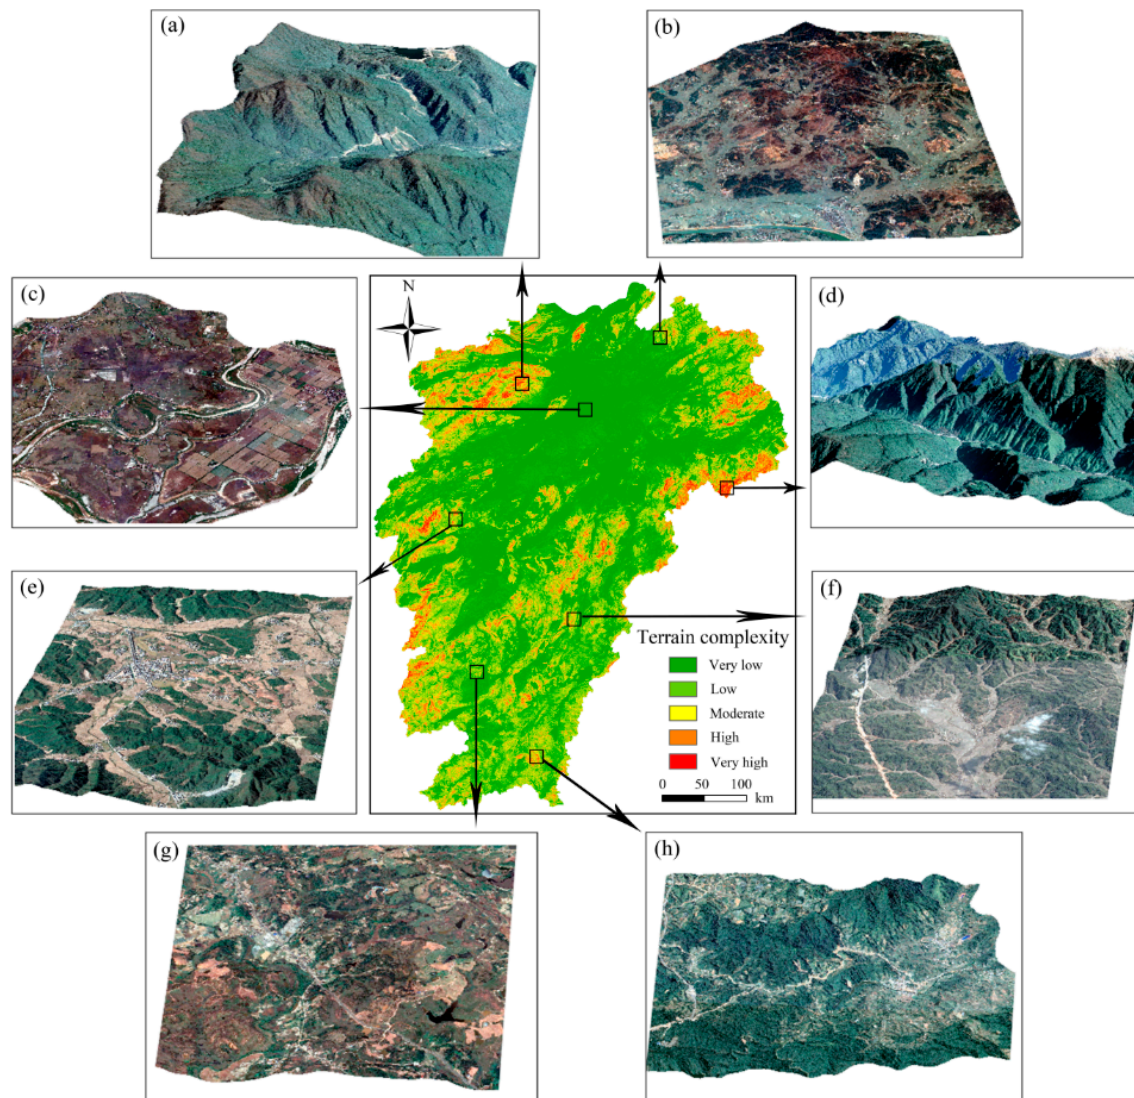 (a)
(b)
(c)
N
(d)
(e)
(f)
Terrain complexity
Very low
Low
Moderate
High
Very high
0 50 100
km
(g)
(h)